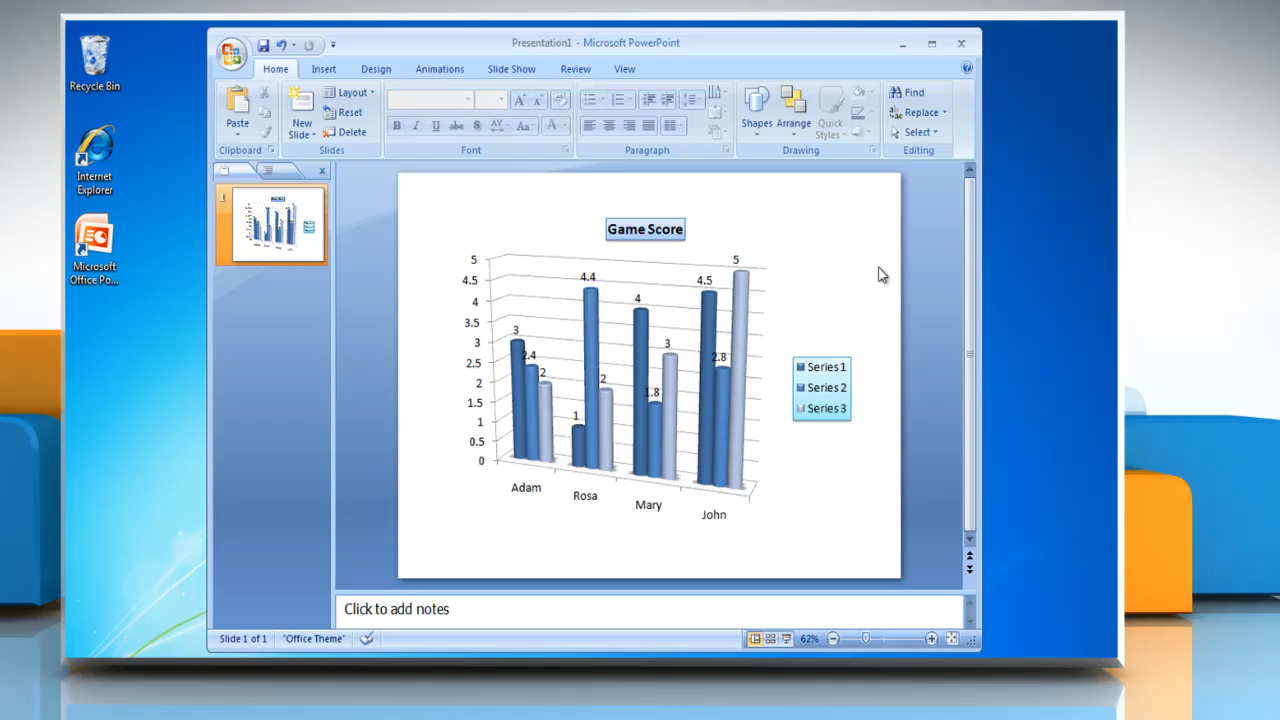 Recycle Bin
Internet
Explorer
Microsoft
Office Po...
Presentation1 - Microsoft PowerPoint
Home Insert Design Animations Slide Show Review View
Paste
Clipboard
New
Slide
Layout
Reset
Delete
Slides
B I U abc S AV Aa A
Font
Paragraph
Shapes Arrange Quick
Styles
Drawing
Find
Replace
Select
Editing
1
Game Score
5
4.5
4
3.5
3
2.5
2
1.5
1
0.5
0
3 2.4 2
1 4.4 2
4 1.8 3
4.5 2.8 5
Adam Rosa Mary John
Series 1
Series 2
Series 3
Click to add notes
Slide 1 of 1 "Office Theme" 62%